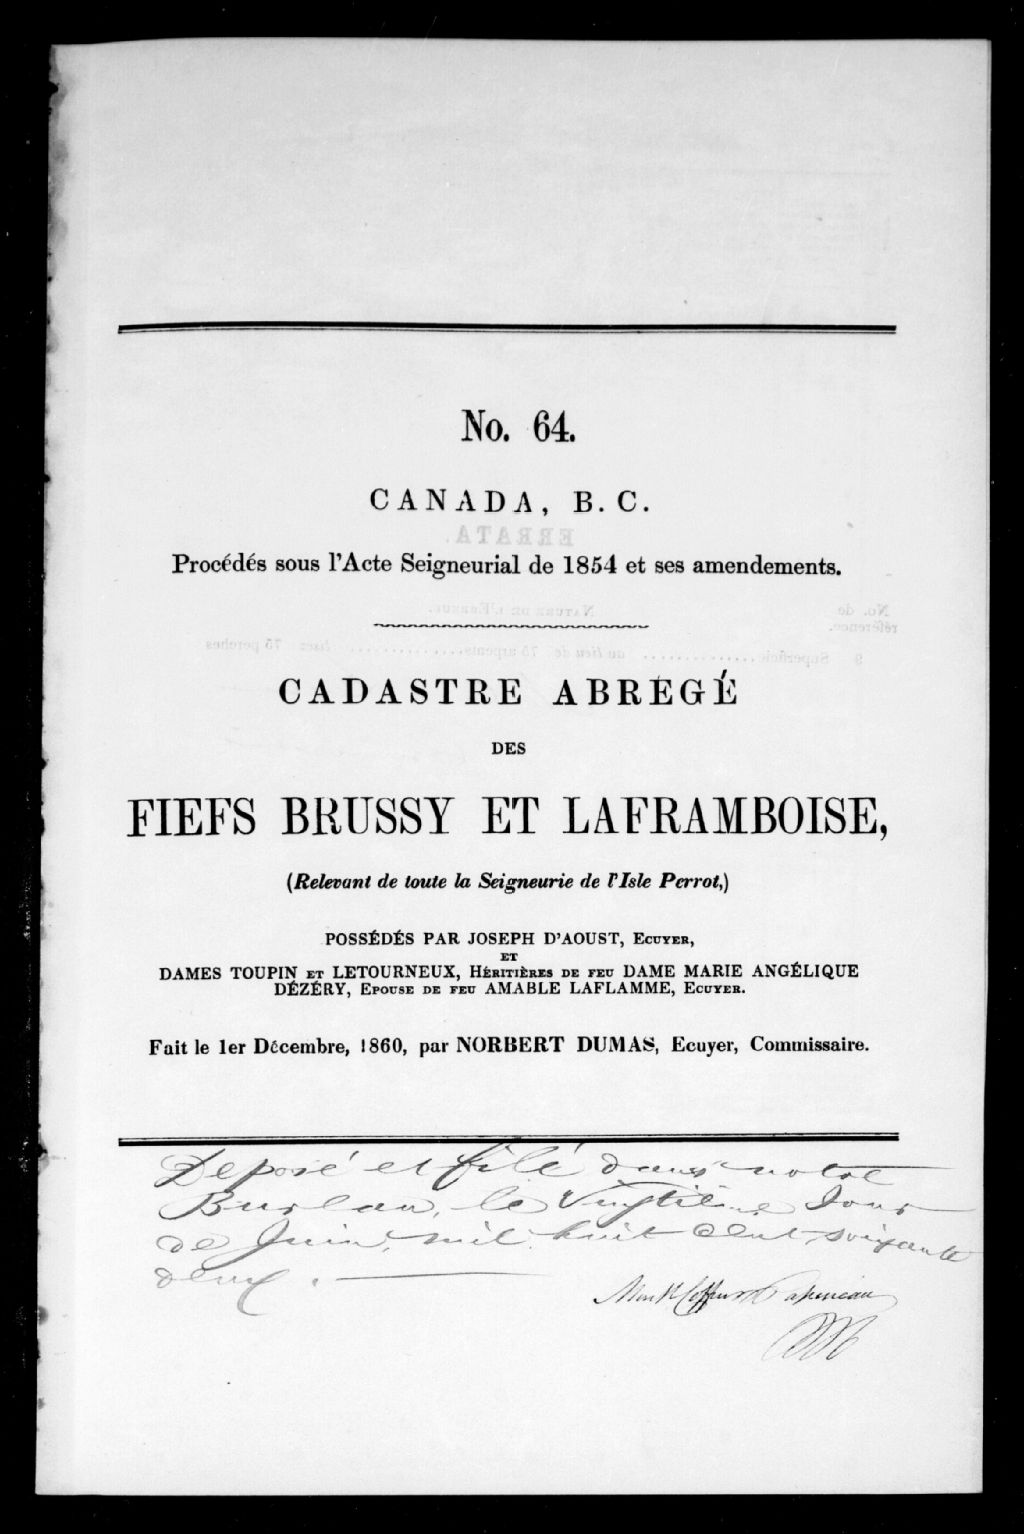 No. 64.
CANADA, B. C.
Procédés sous l'Acte Seigneurial de 1854 et ses amendements.
CADASTRE ABRÉGÉ
DES
FIEFS BRUSSY ET LAFRAMBOISE,
(Relevant de toute la Seigneurie de l'Isle Perrot,)
POSSÉDÉS PAR JOSEPH D'AOUST, ECUYER,
ET
DAMES TOUPIN ET LETOURNEUX, HÉRITIÈRES DE FEU DAME MARIE ANGÉLIQUE
DÉZÉRY, EPOUSE DE FEU AMABLE LAFLAMME, ECUYER.
Fait le 1er Décembre, 1860, par NORBERT DUMAS, Ecuyer, Commissaire.
Deposé et filé dans notre
Bureau, le Vingtième Jour
de Juin, mil huit cent soixante
deux.
Papineau